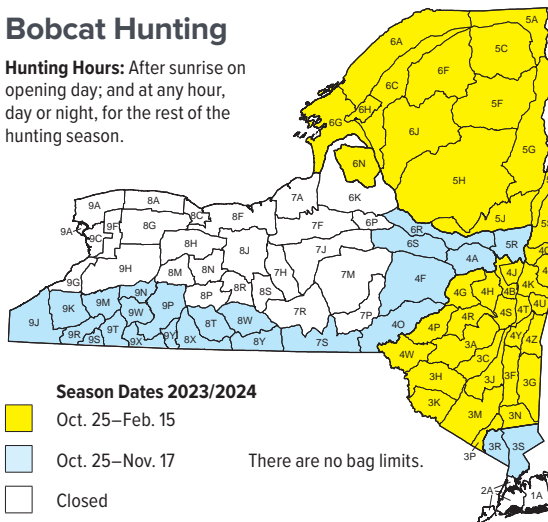 Bobcat Hunting
Hunting Hours: After sunrise on
opening day; and at any hour,
day or night, for the rest of the
hunting season.
5A
6A
5C
6F
6C
5F
6H
6G
6J
5G
6N
5H
7A
6K
9A
8A
8C
8F
5J
5S
9A
9F
8G
7F
6P
6R
9C
6S
5R
8H
8J
7J
4A
9H
8M
8N
7H
7M
4F
4J
9G
8R
8S
4G
4H
4B
4K
9K
9M
9N
9P
8P
7R
7P
4R
4S
4T
4U
9J
9W
8T
8W
4O
4P
9R
9S
9T
9X
9Y
8X
8Y
7S
4W
3A
4Y
4Z
3C
3H
3J
3F
3G
3K
3M
3N
3P
3R
3S
2A
1A
Season Dates 2023/2024
Oct. 25–Feb. 15
Oct. 25–Nov. 17
There are no bag limits.
Closed